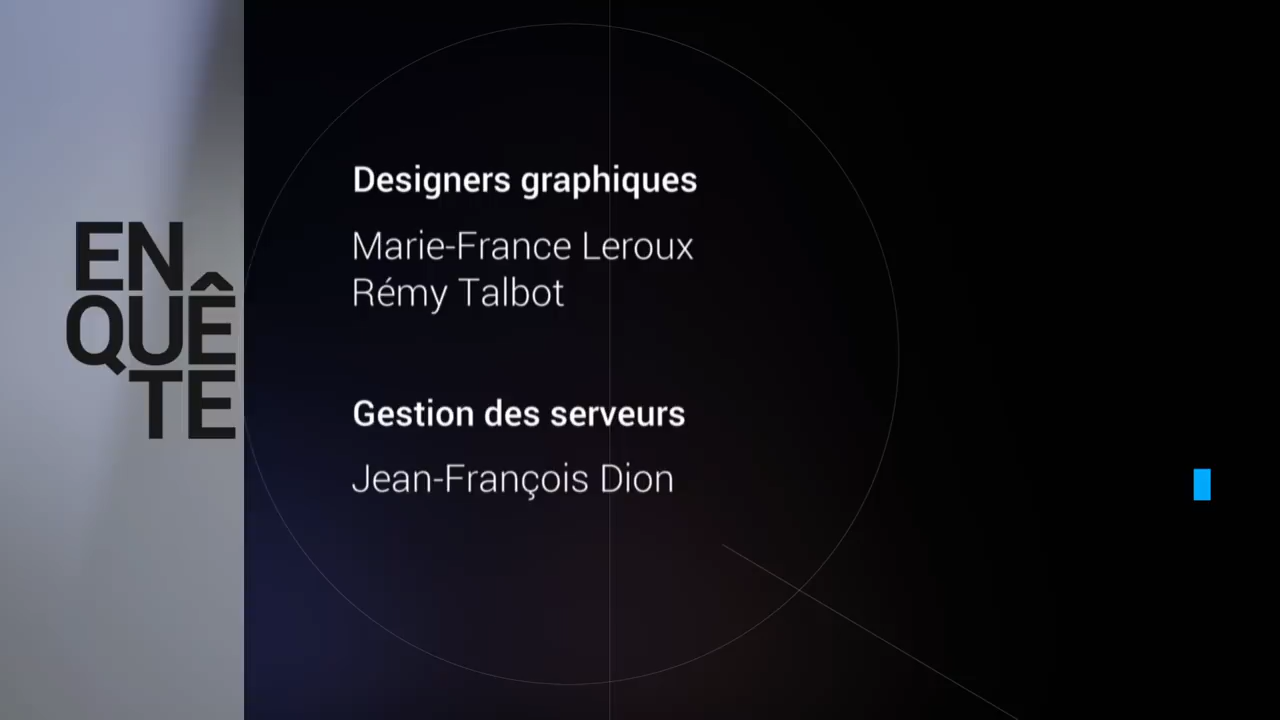 EN
QUÊ
TE
Designers graphiques
Marie-France Leroux
Rémy Talbot
Gestion des serveurs
Jean-François Dion